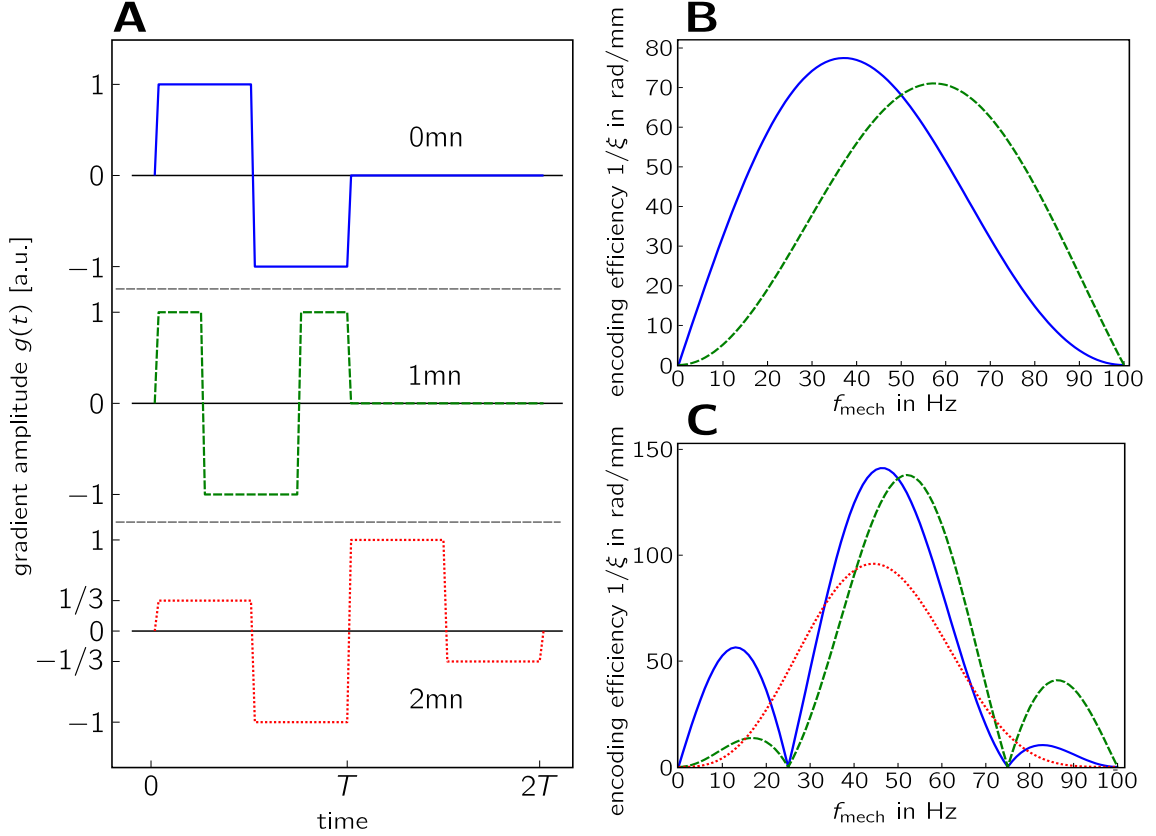 A
gradient amplitude g(t) [a.u.]
1
0
−1
0mn
1
0
−1
1mn
1
1/3
0
−1/3
−1
2mn
0
T
2T
time
B
encoding efficiency 1/ξ in rad/mm
80
70
60
50
40
30
20
10
0
0 10 20 30 40 50 60 70 80 90 100
fmech in Hz
C
encoding efficiency 1/ξ in rad/mm
150
100
50
0
0 10 20 30 40 50 60 70 80 90 100
fmech in Hz